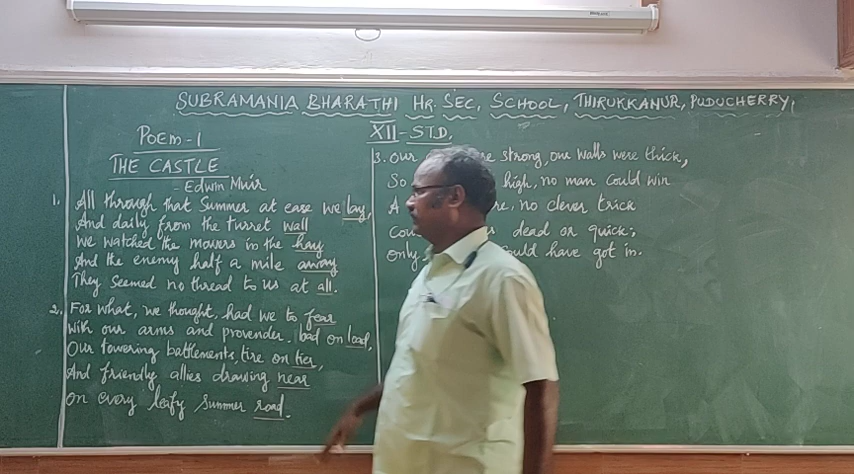 SUBRAMANIA BHARATHI HR. SEC, SCHOOL, THIRUKKANUR, PUDUCHERRY,
XII-STD,
POEM-1
THE CASTLE
- Edwin Muir
1. All through that Summer at ease we lay,
And daily from the turret wall
We watched the mowers in the hay
And the enemy half a mile away
They seemed no thread to us at all.
2. For what, we thought, had we to fear
With our arms and provender, load on load,
Our towering battlements, tire on tier,
And friendly allies drawing near
On every leafy summer road.
3. Our re strong, our walls were thick,
So high, no man could win
A re, no clever trick
Cou s dead or quick;
Only ould have got in.